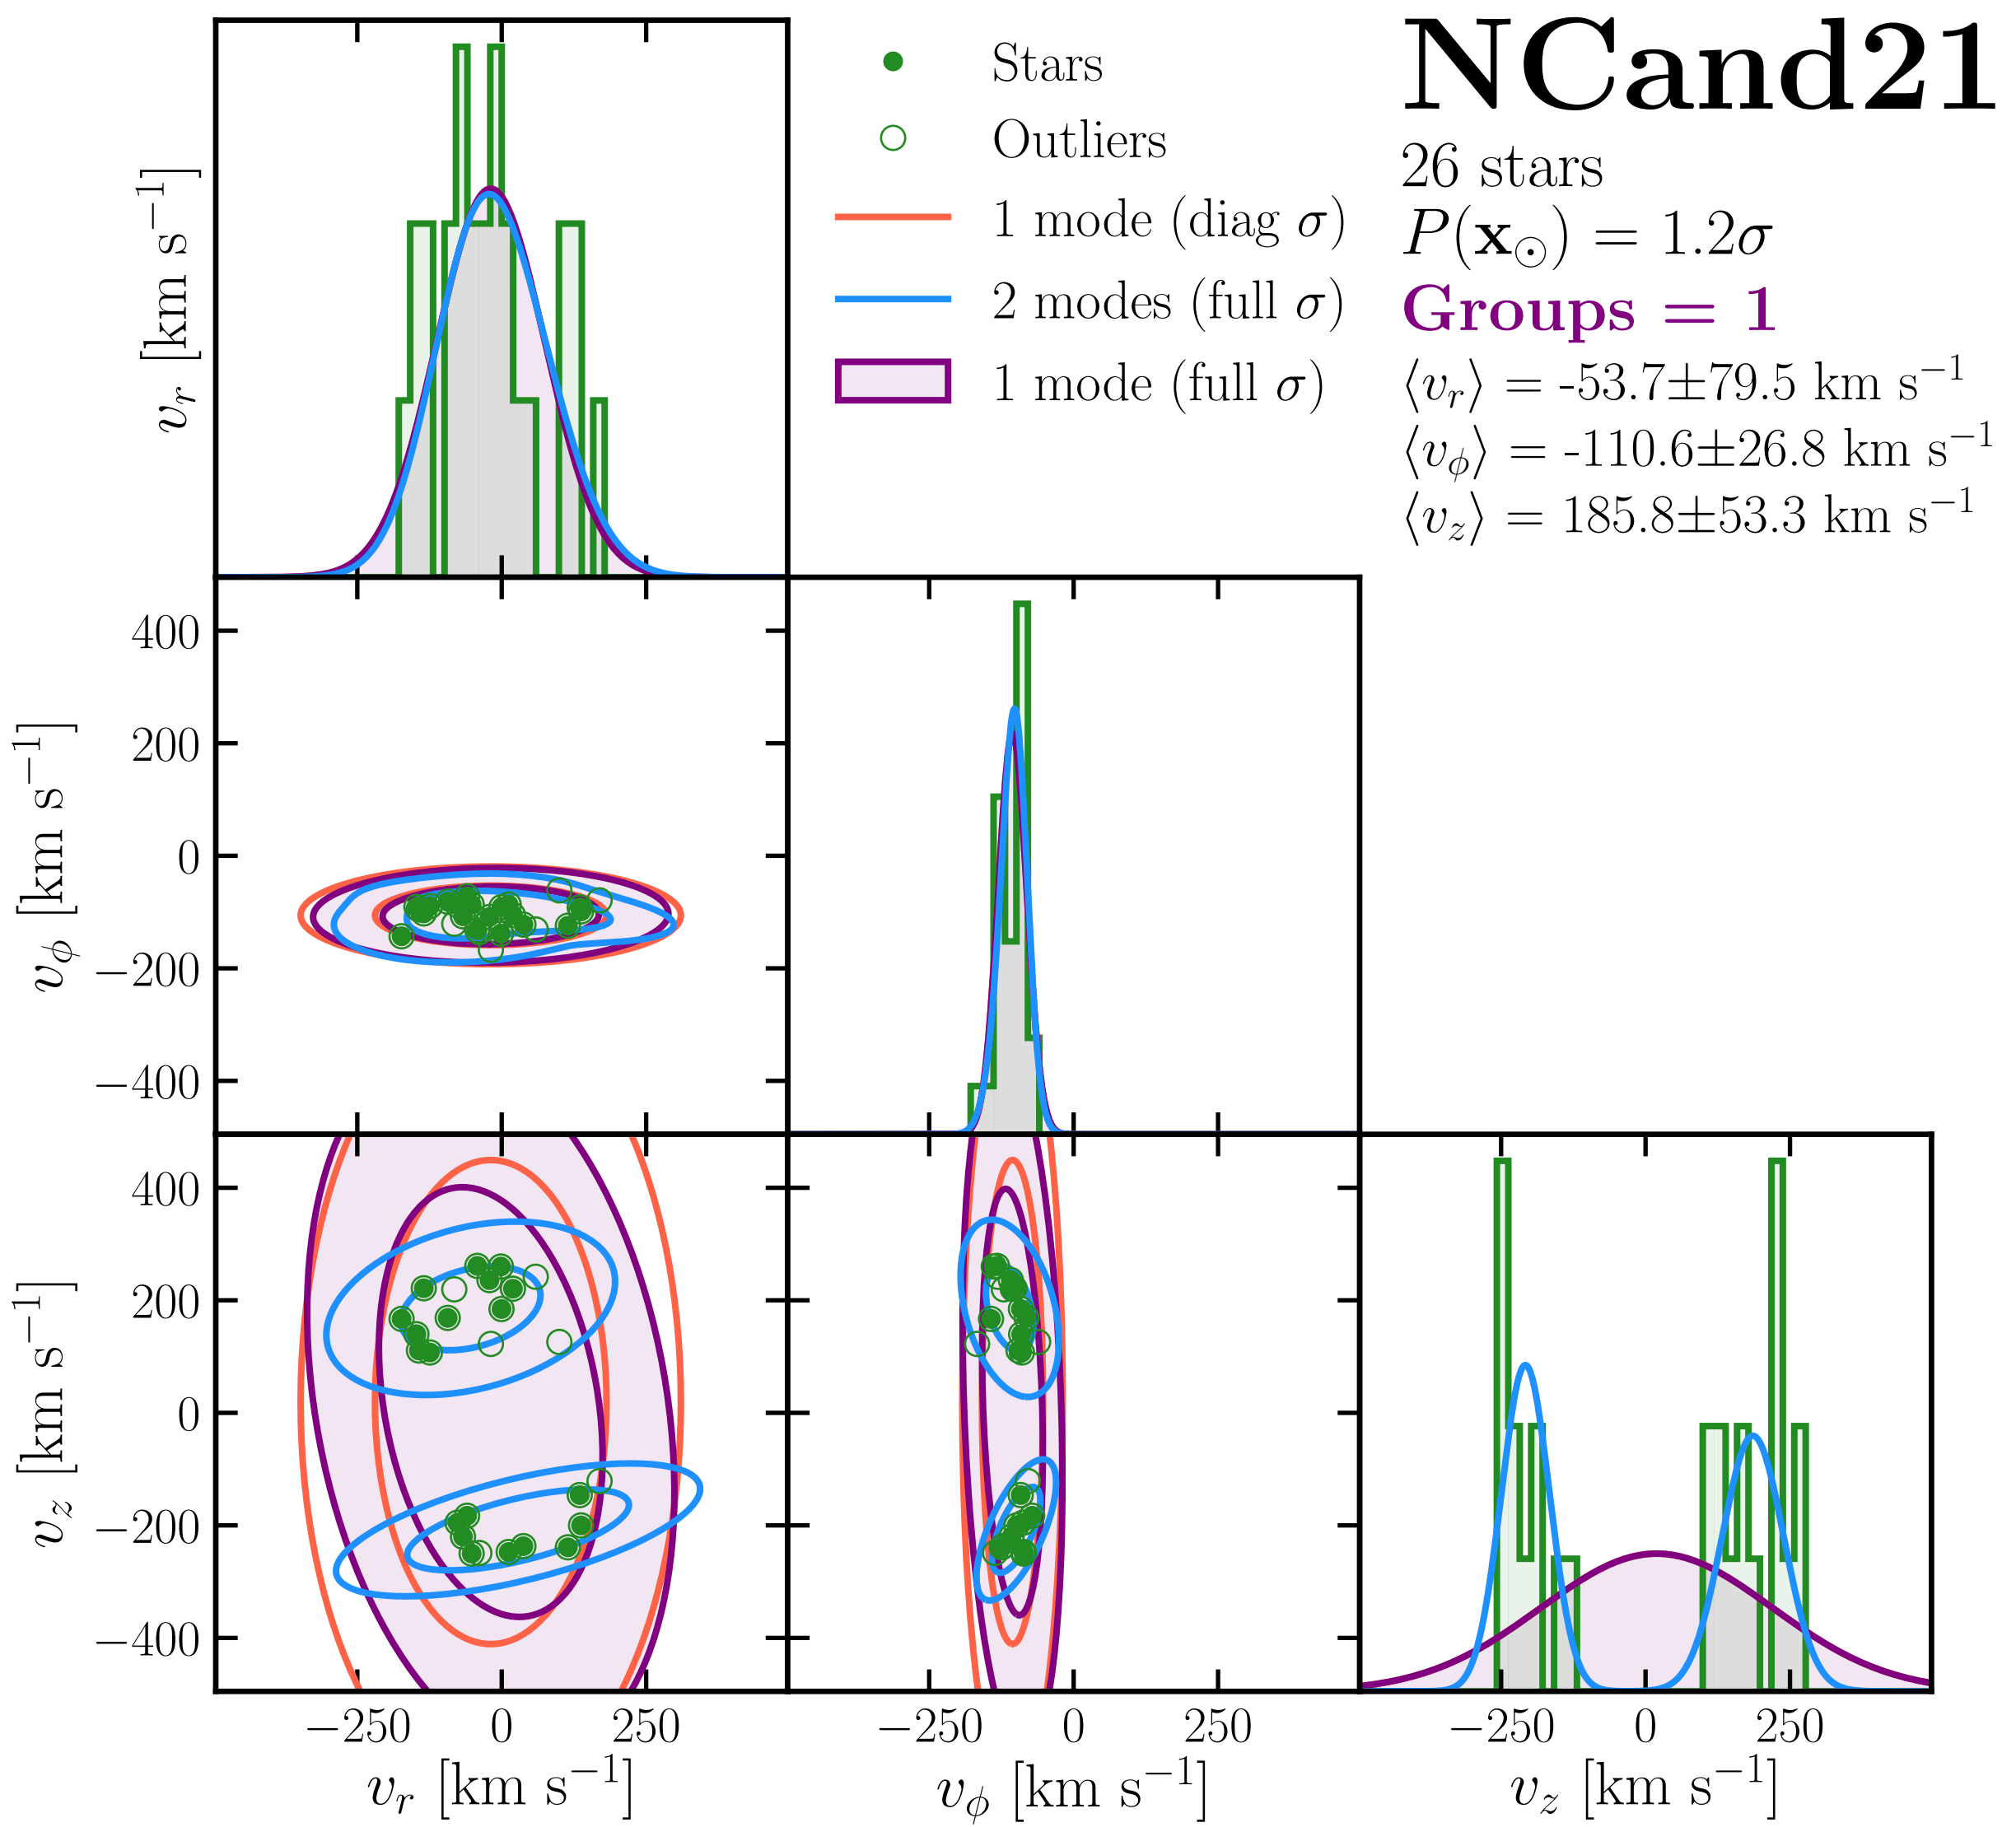 NCand21
26 stars
P(x⊙) = 1.2σ
Groups = 1
⟨v_r⟩ = -53.7±79.5 km s⁻¹
⟨v_ϕ⟩ = -110.6±26.8 km s⁻¹
⟨v_z⟩ = 185.8±53.3 km s⁻¹
Stars
Outliers
1 mode (diag σ)
2 modes (full σ)
1 mode (full σ)
v_r [km s⁻¹]
v_ϕ [km s⁻¹]
400
200
0
−200
−400
v_z [km s⁻¹]
400
200
0
−200
−400
−250 0 250
−250 0 250
−250 0 250
v_r [km s⁻¹]
v_ϕ [km s⁻¹]
v_z [km s⁻¹]